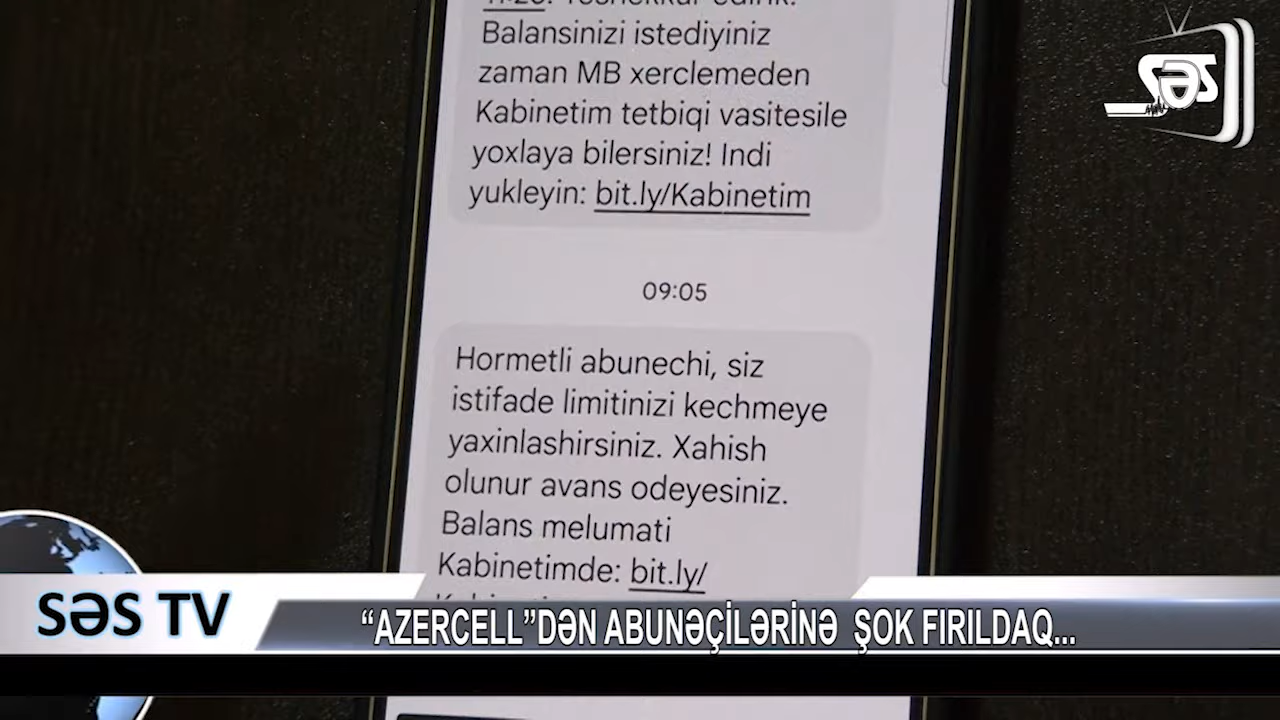 Balansinizi istediyiniz
zaman MB xerclemeden
Kabinetim tetbiqi vasitesile
yoxlaya bilersiniz! Indi
yukleyin: bit.ly/Kabinetim
09:05
Hormetli abunechi, siz
istifade limitinizi kechmeye
yaxinlashirsiniz. Xahish
olunur avans odeyesiniz.
Balans melumati
Kabinetimde: bit.ly/
SƏS
SƏS TV
“AZERCELL”DƏN ABUNƏÇİLƏRİNƏ ŞOK FIRILDAQ...